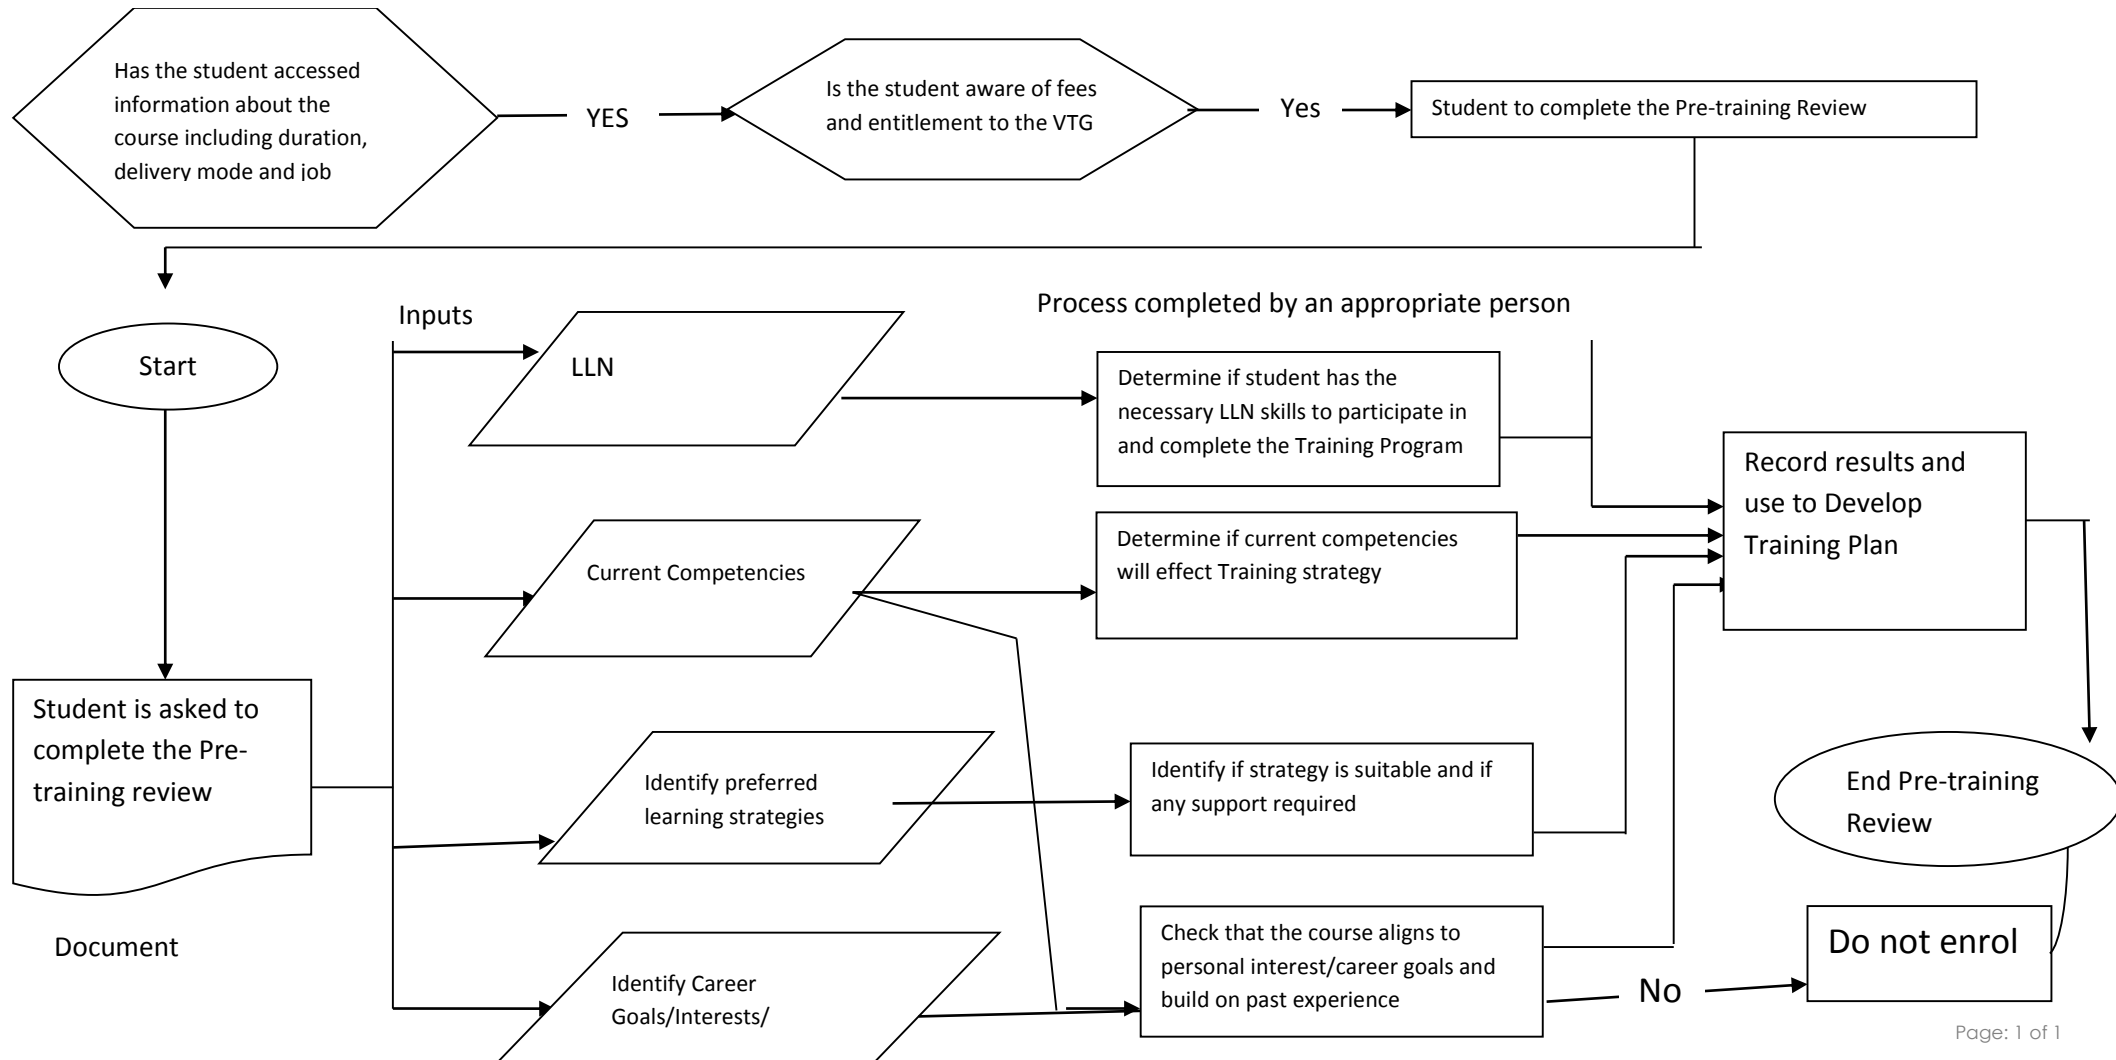 Has the student accessed
information about the
course including duration,
delivery mode and job
YES
Is the student aware of fees
and entitlement to the VTG
Yes
Student to complete the Pre-training Review
Start
Inputs
Process completed by an appropriate person
LLN
Determine if student has the
necessary LLN skills to participate in
and complete the Training Program
Record results and
use to Develop
Training Plan
Current Competencies
Determine if current competencies
will effect Training strategy
Student is asked to
complete the Pre-
training review
Identify preferred
learning strategies
Identify if strategy is suitable and if
any support required
End Pre-training
Review
Document
Identify Career
Goals/Interests/
Check that the course aligns to
personal interest/career goals and
build on past experience
No
Do not enrol
Page: 1 of 1